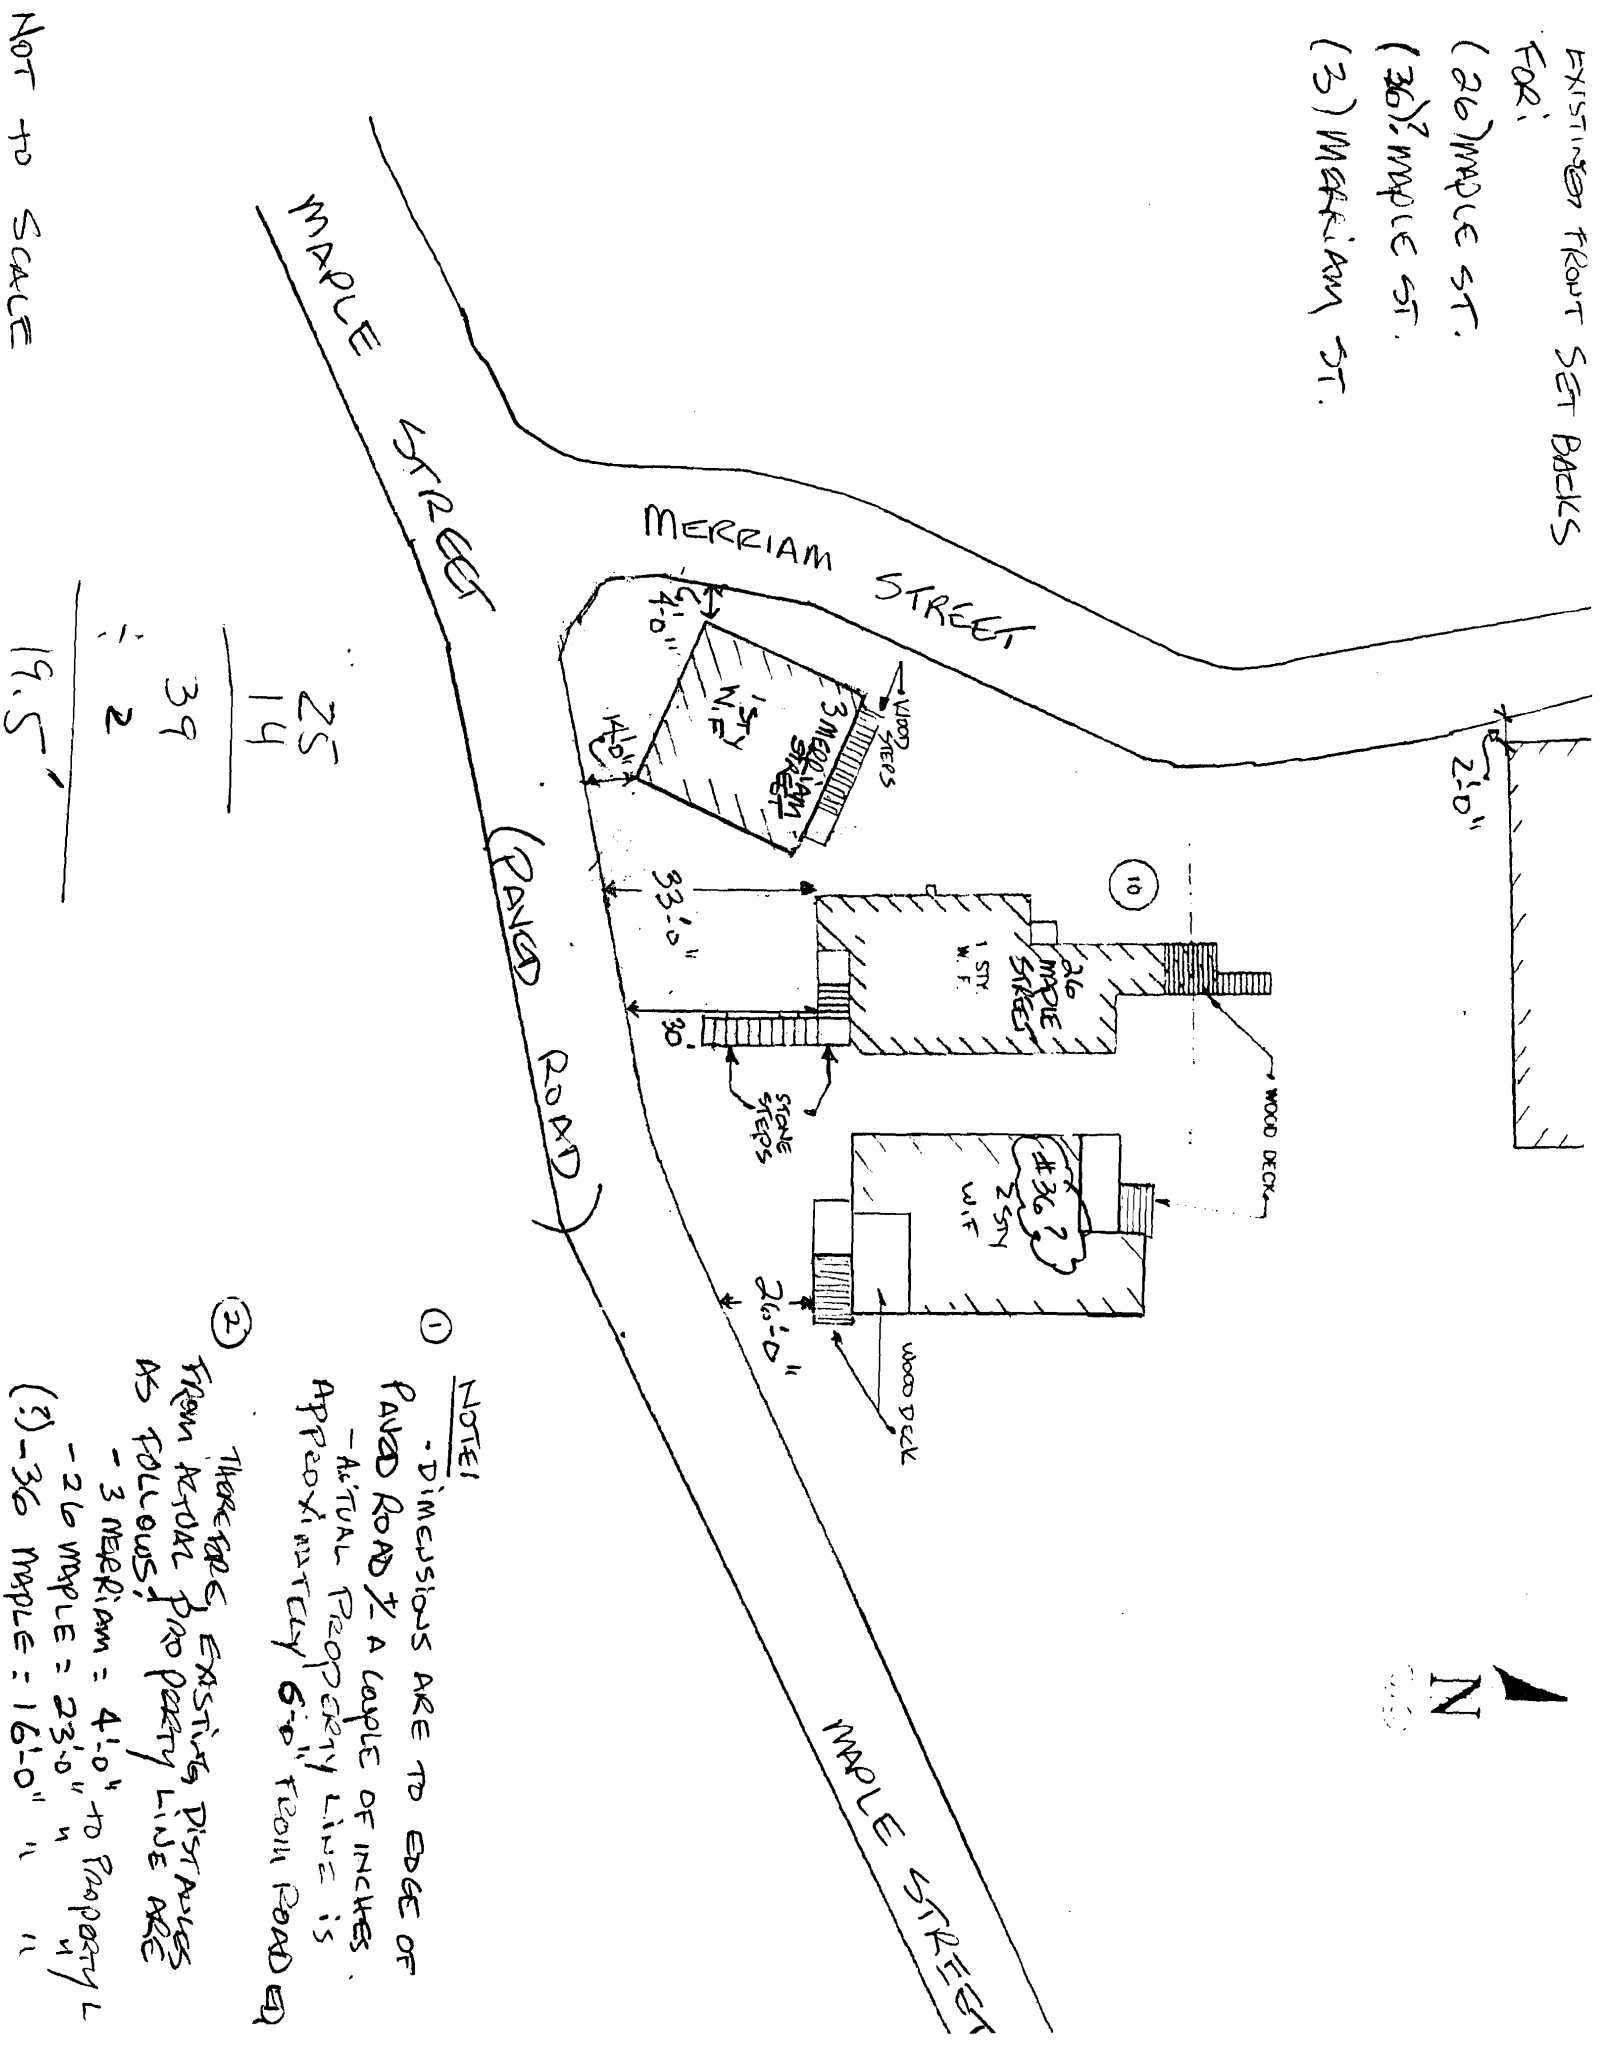 EXISTING FRONT SET BACKS
FOR:
(26) MAPLE ST.
(36)? MAPLE ST.
(3) MERRIAM ST.
2'-0"
N
MERRIAM STREET
WOOD
STEPS
4'-0"
3 MERRIAM
STREET
1 STY
W.F
14'-0"
10
WOOD DECK
26
MAPLE
STREET
1 STY.
W. F.
33'-0"
30'
STONE
STEPS
#36?
2 STY
W.F
WOOD DECK
26'-0"
MAPLE STREET
(PAVED ROAD)
MAPLE STREET
NOT TO SCALE
25
14
39
÷ 2
19.5'
NOTE!
1
• DIMENSIONS ARE TO EDGE OF
PAVED ROAD ± A COUPLE OF INCHES.
- ACTUAL PROPERTY LINE IS
APPROXIMATELY FROM ROAD
2
THEREFORE, EXISTING DISTANCES
FROM ACTUAL PROPERTY LINE ARE
AS FOLLOWS:
- 3 MERRIAM = 4'-0" TO PROPERTY L
- 26 MAPLE = 23'-0" " "
(?) - 36 MAPLE = 16'-0" " "